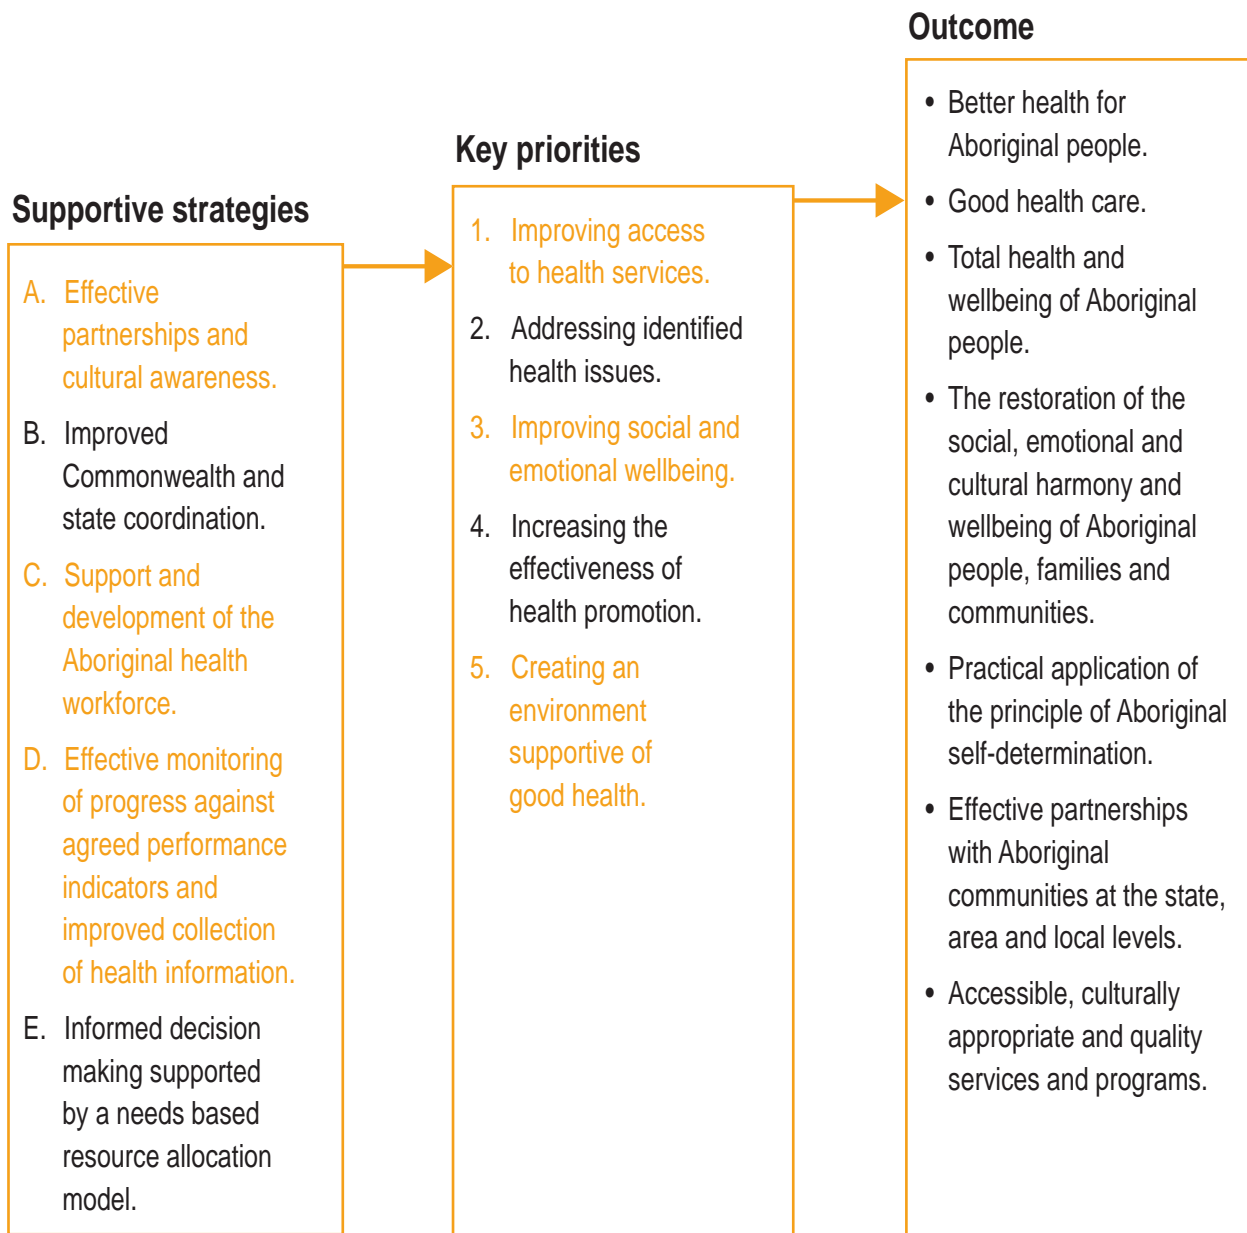 Supportive strategies
A. Effective
partnerships and
cultural awareness.
B. Improved
Commonwealth and
state coordination.
C. Support and
development of the
Aboriginal health
workforce.
D. Effective monitoring
of progress against
agreed performance
indicators and
improved collection
of health information.
E. Informed decision
making supported
by a needs based
resource allocation
model.
Key priorities
1. Improving access
to health services.
2. Addressing identified
health issues.
3. Improving social and
emotional wellbeing.
4. Increasing the
effectiveness of
health promotion.
5. Creating an
environment
supportive of
good health.
Outcome
• Better health for
Aboriginal people.
• Good health care.
• Total health and
wellbeing of Aboriginal
people.
• The restoration of the
social, emotional and
cultural harmony and
wellbeing of Aboriginal
people, families and
communities.
• Practical application of
the principle of Aboriginal
self-determination.
• Effective partnerships
with Aboriginal
communities at the state,
area and local levels.
• Accessible, culturally
appropriate and quality
services and programs.